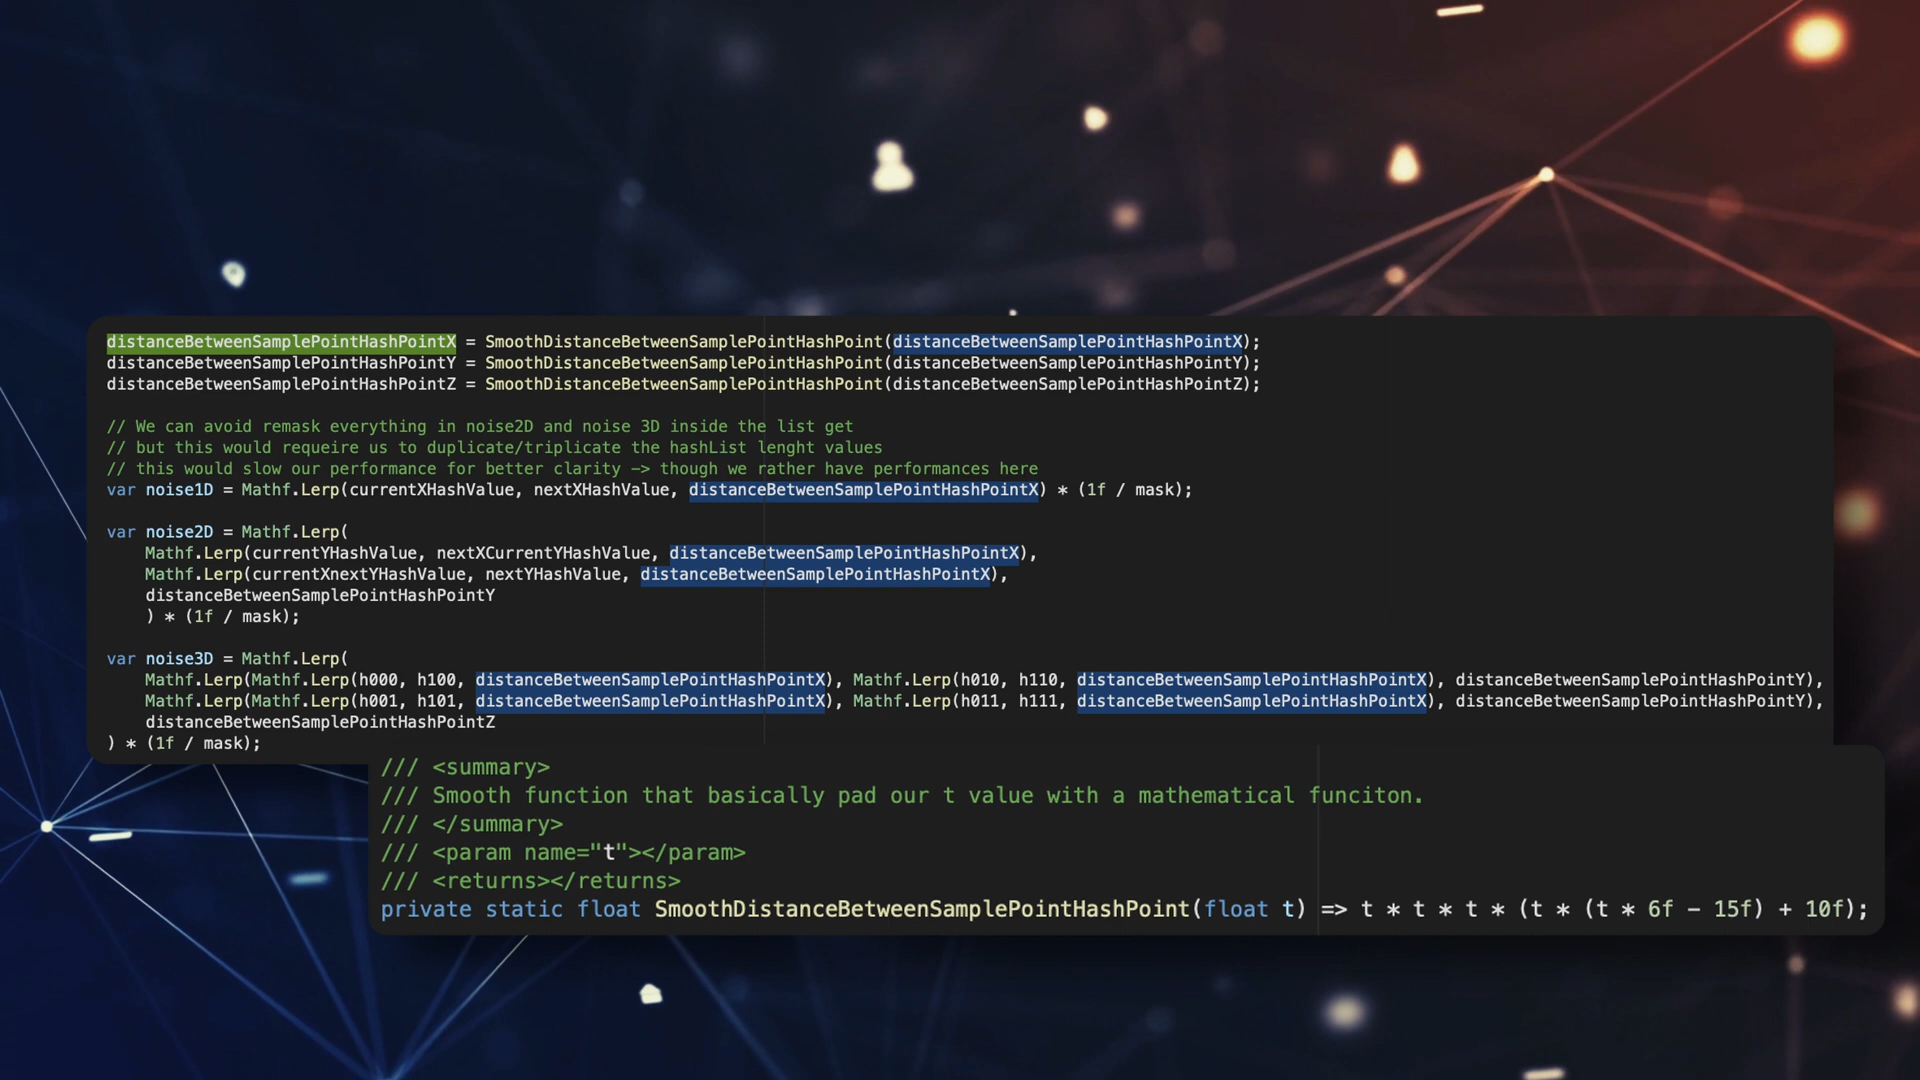 distanceBetweenSamplePointHashPointX = SmoothDistanceBetweenSamplePointHashPoint(distanceBetweenSamplePointHashPointX);
distanceBetweenSamplePointHashPointY = SmoothDistanceBetweenSamplePointHashPoint(distanceBetweenSamplePointHashPointY);
distanceBetweenSamplePointHashPointZ = SmoothDistanceBetweenSamplePointHashPoint(distanceBetweenSamplePointHashPointZ);
// We can avoid remask everything in noise2D and noise 3D inside the list get
// but this would requeire us to duplicate/triplicate the hashList lenght values
// this would slow our performance for better clarity -> though we rather have performances here
var noise1D = Mathf.Lerp(currentXHashValue, nextXHashValue, distanceBetweenSamplePointHashPointX) * (1f / mask);
var noise2D = Mathf.Lerp(
Mathf.Lerp(currentYHashValue, nextXCurrentYHashValue, distanceBetweenSamplePointHashPointX),
Mathf.Lerp(currentXnextYHashValue, nextYHashValue, distanceBetweenSamplePointHashPointX),
distanceBetweenSamplePointHashPointY
) * (1f / mask);
var noise3D = Mathf.Lerp(
Mathf.Lerp(Mathf.Lerp(h000, h100, distanceBetweenSamplePointHashPointX), Mathf.Lerp(h010, h110, distanceBetweenSamplePointHashPointX), distanceBetweenSamplePointHashPointY),
Mathf.Lerp(Mathf.Lerp(h001, h101, distanceBetweenSamplePointHashPointX), Mathf.Lerp(h011, h111, distanceBetweenSamplePointHashPointX), distanceBetweenSamplePointHashPointY),
distanceBetweenSamplePointHashPointZ
) * (1f / mask);
/// <summary>
/// Smooth function that basically pad our t value with a mathematical funciton.
/// </summary>
/// <param name="t"></param>
/// <returns></returns>
private static float SmoothDistanceBetweenSamplePointHashPoint(float t) => t * t * t * (t * (t * 6f - 15f) + 10f);